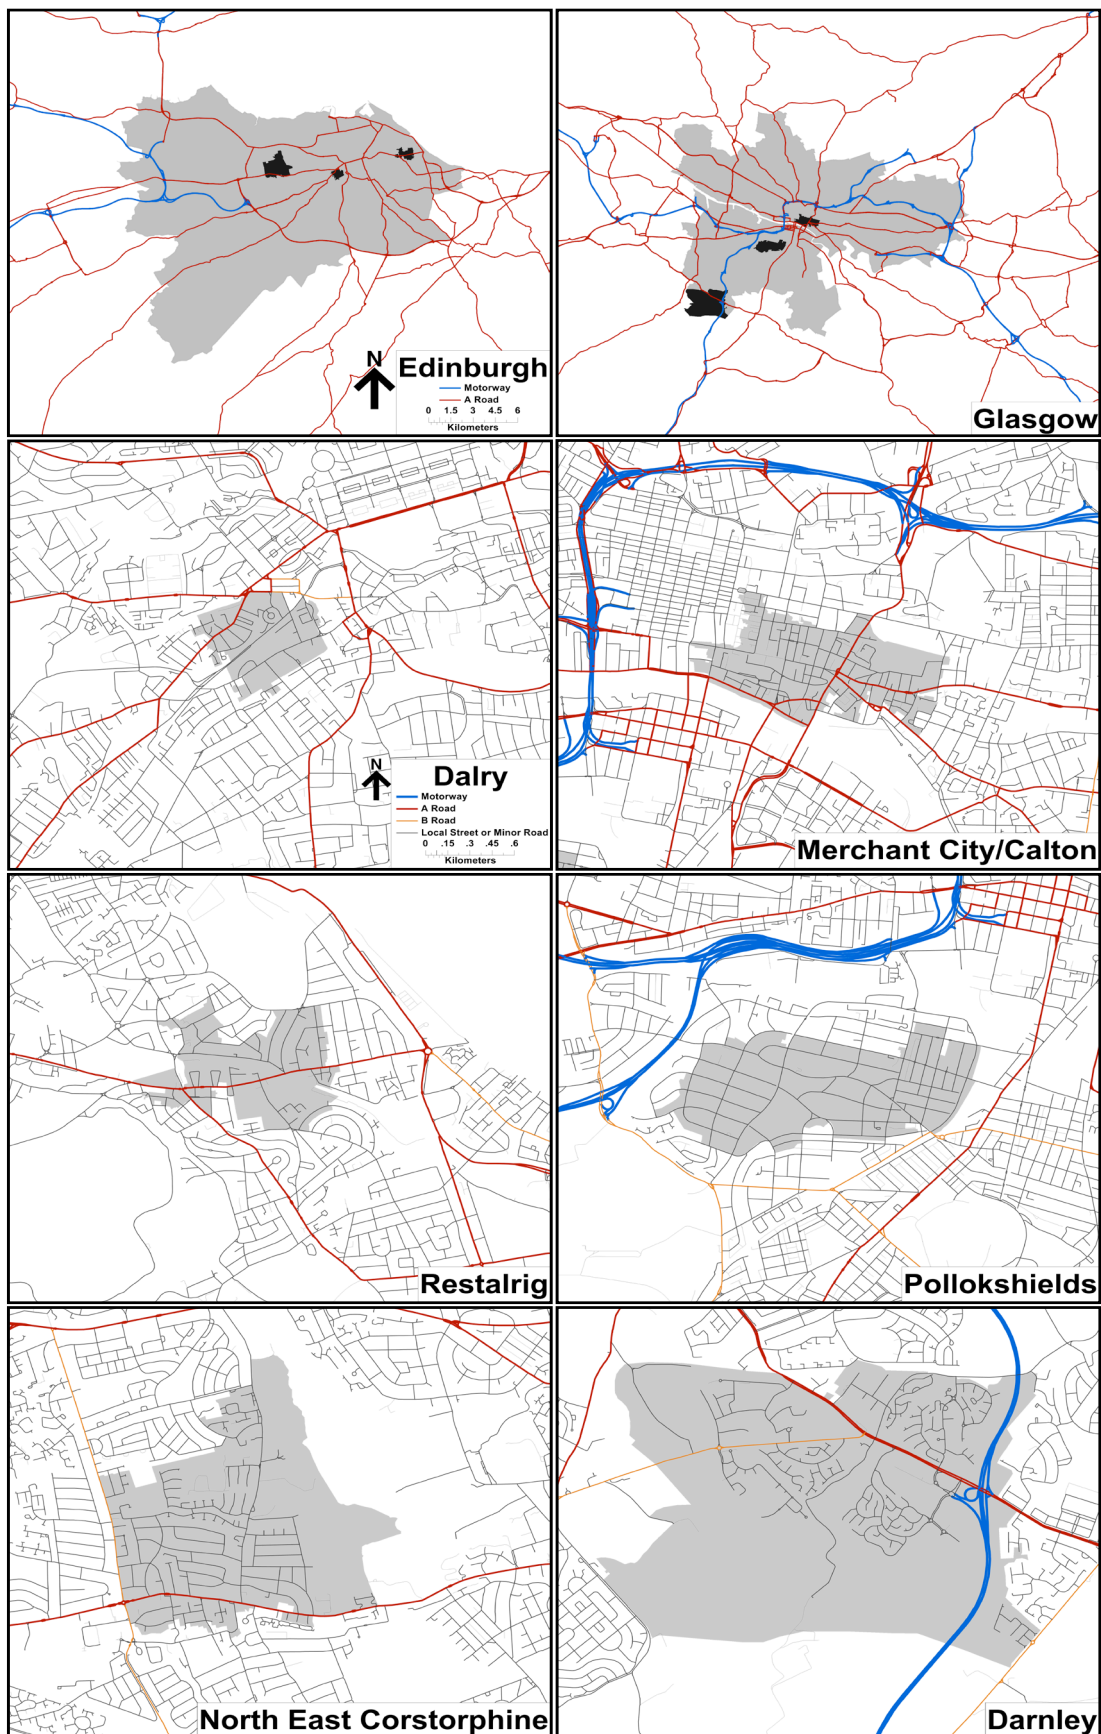 N
Edinburgh
Motorway
A Road
0 1.5 3 4.5 6
Kilometers
Glasgow
N
Dalry
Motorway
A Road
B Road
Local Street or Minor Road
0 .15 .3 .45 .6
Kilometers
Merchant City/Calton
Restalrig
Pollokshields
North East Corstorphine
Darnley